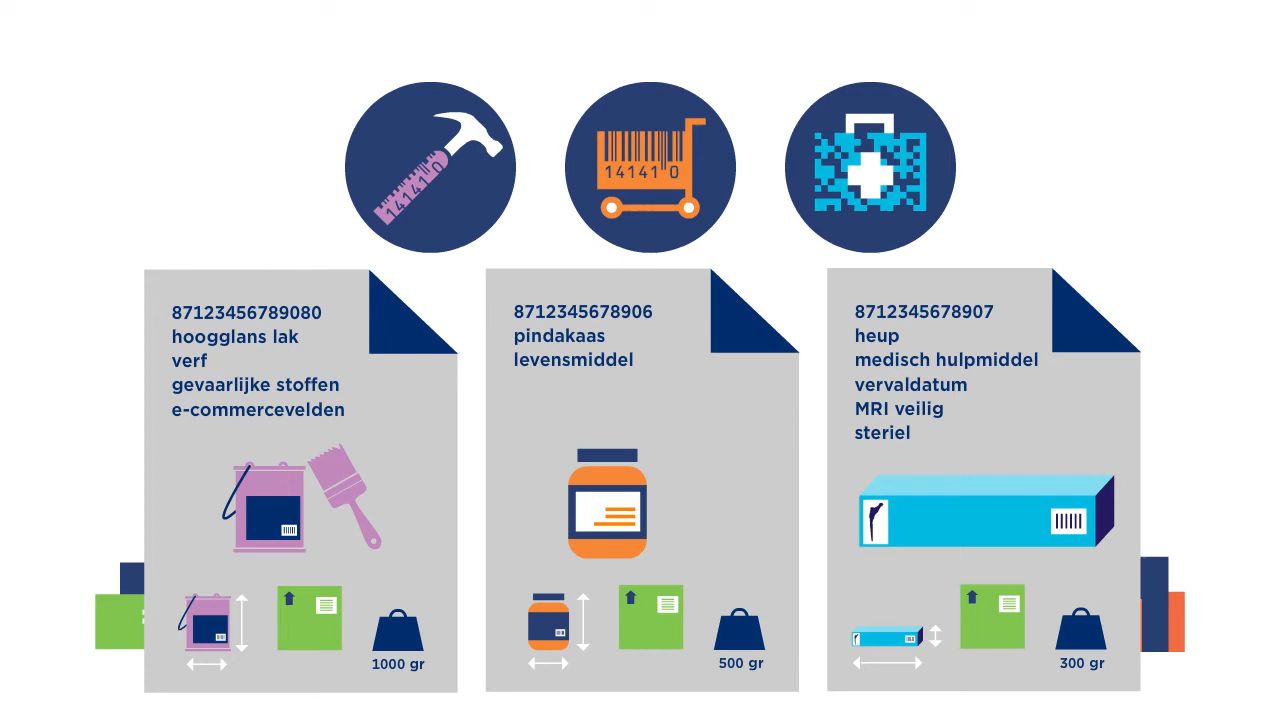 14141 0
14141 0
87123456789080
hoogglans lak
verf
gevaarlijke stoffen
e-commercevelden
1000 gr
8712345678906
pindakaas
levensmiddel
500 gr
8712345678907
heup
medisch hulpmiddel
vervaldatum
MRI veilig
steriel
300 gr